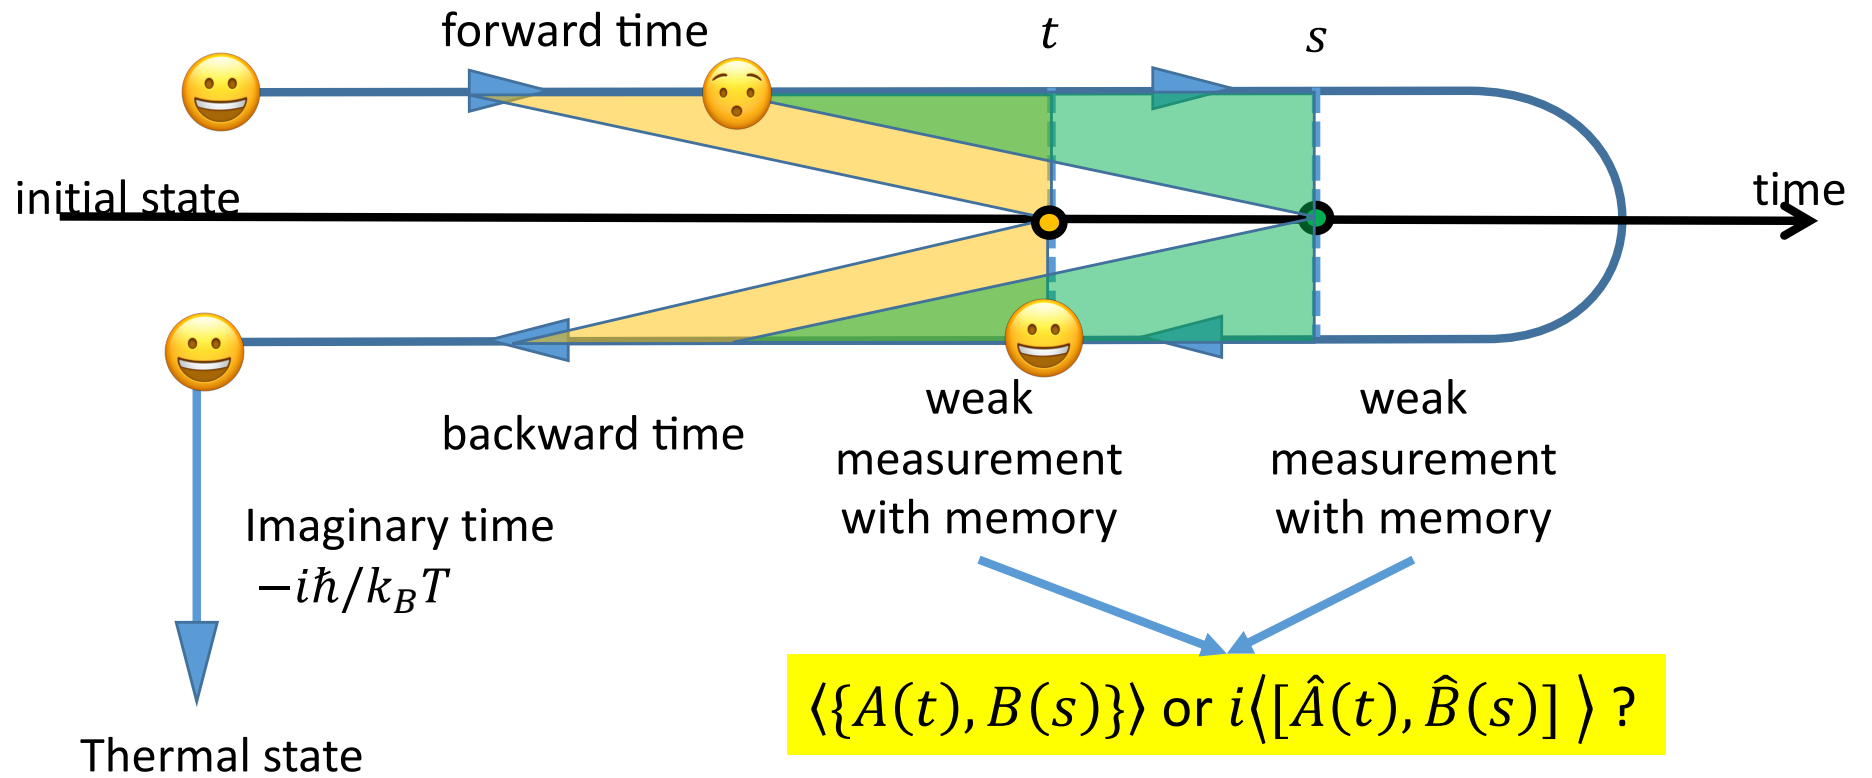 forward time
t
s
initial state
time
backward time
weak
measurement
with memory
weak
measurement
with memory
Imaginary time
−iħ/k_BT
⟨{A(t), B(s)}⟩ or i⟨[Â(t), B̂(s)] ⟩ ?
Thermal state